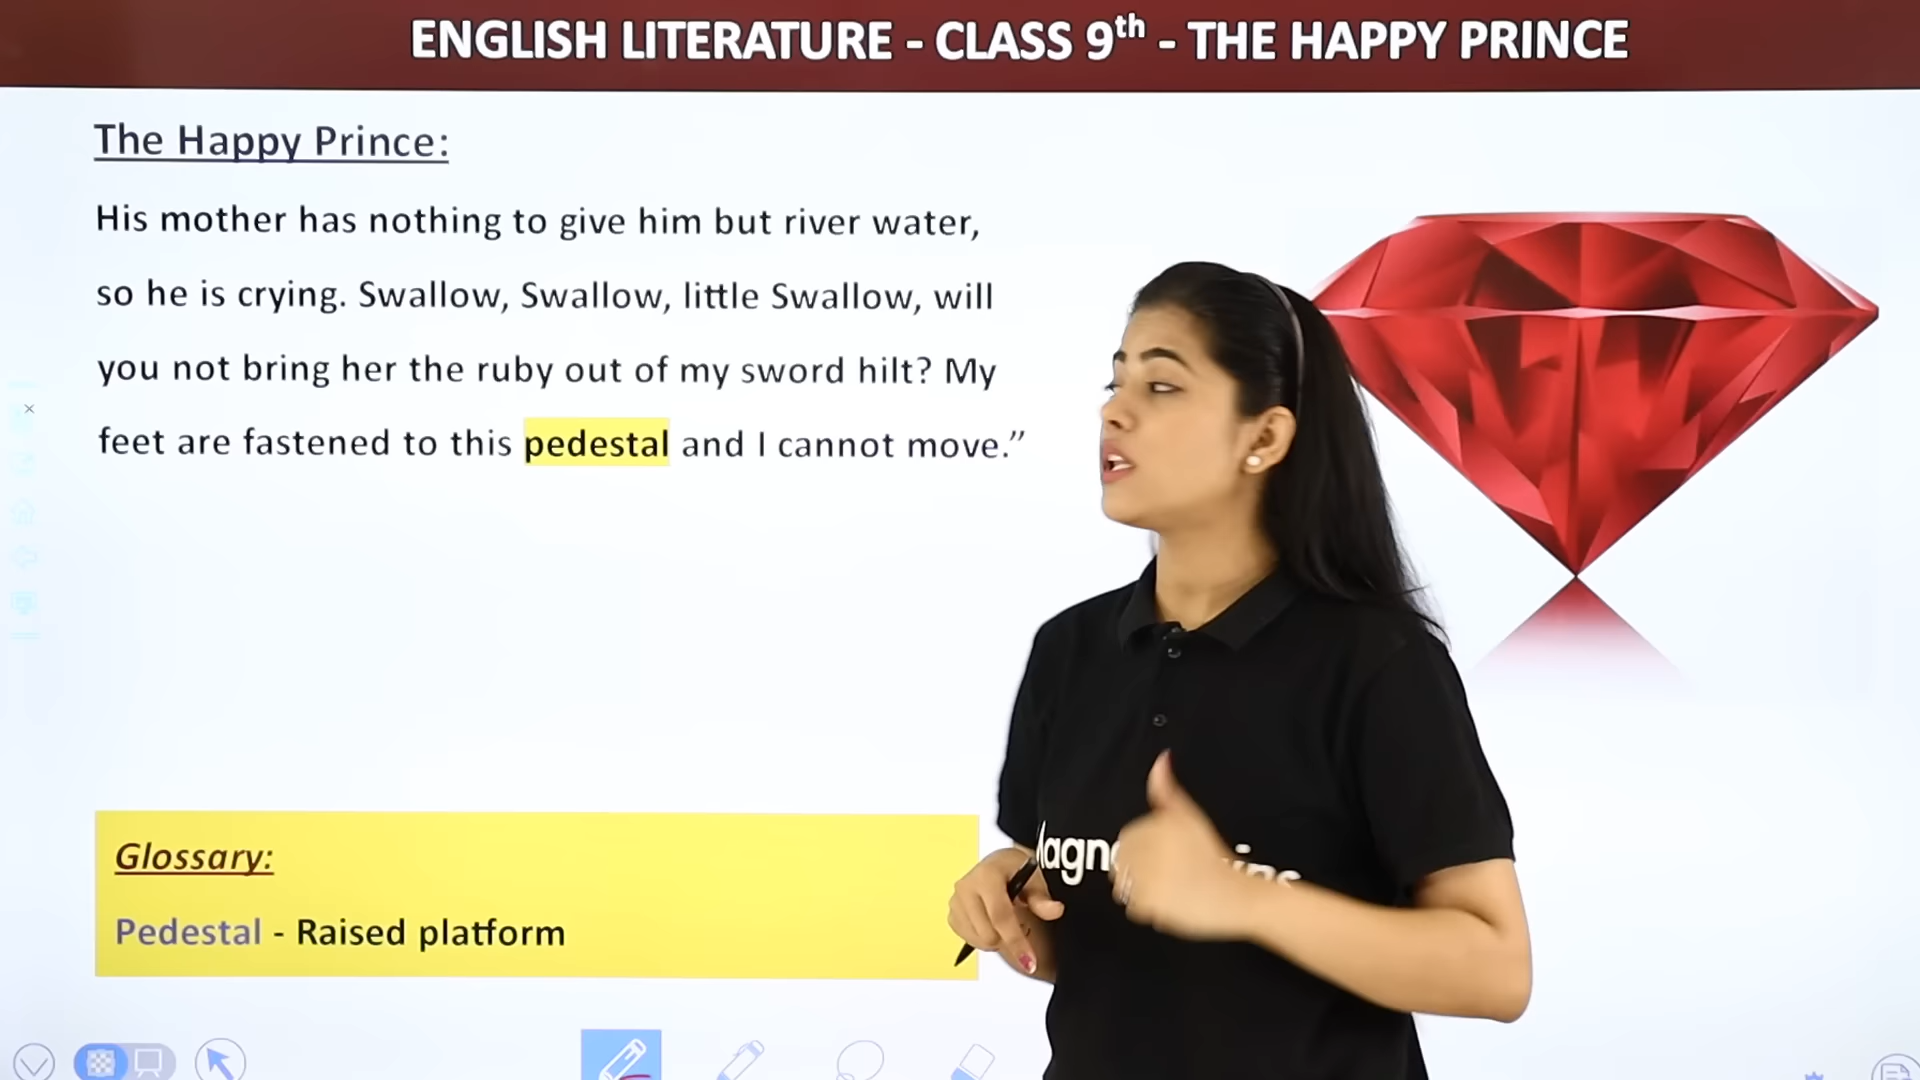 ENGLISH LITERATURE - CLASS 9th - THE HAPPY PRINCE
The Happy Prince:
His mother has nothing to give him but river water,
so he is crying. Swallow, Swallow, little Swallow, will
you not bring her the ruby out of my sword hilt? My
feet are fastened to this pedestal and I cannot move.”
Glossary:
Pedestal - Raised platform